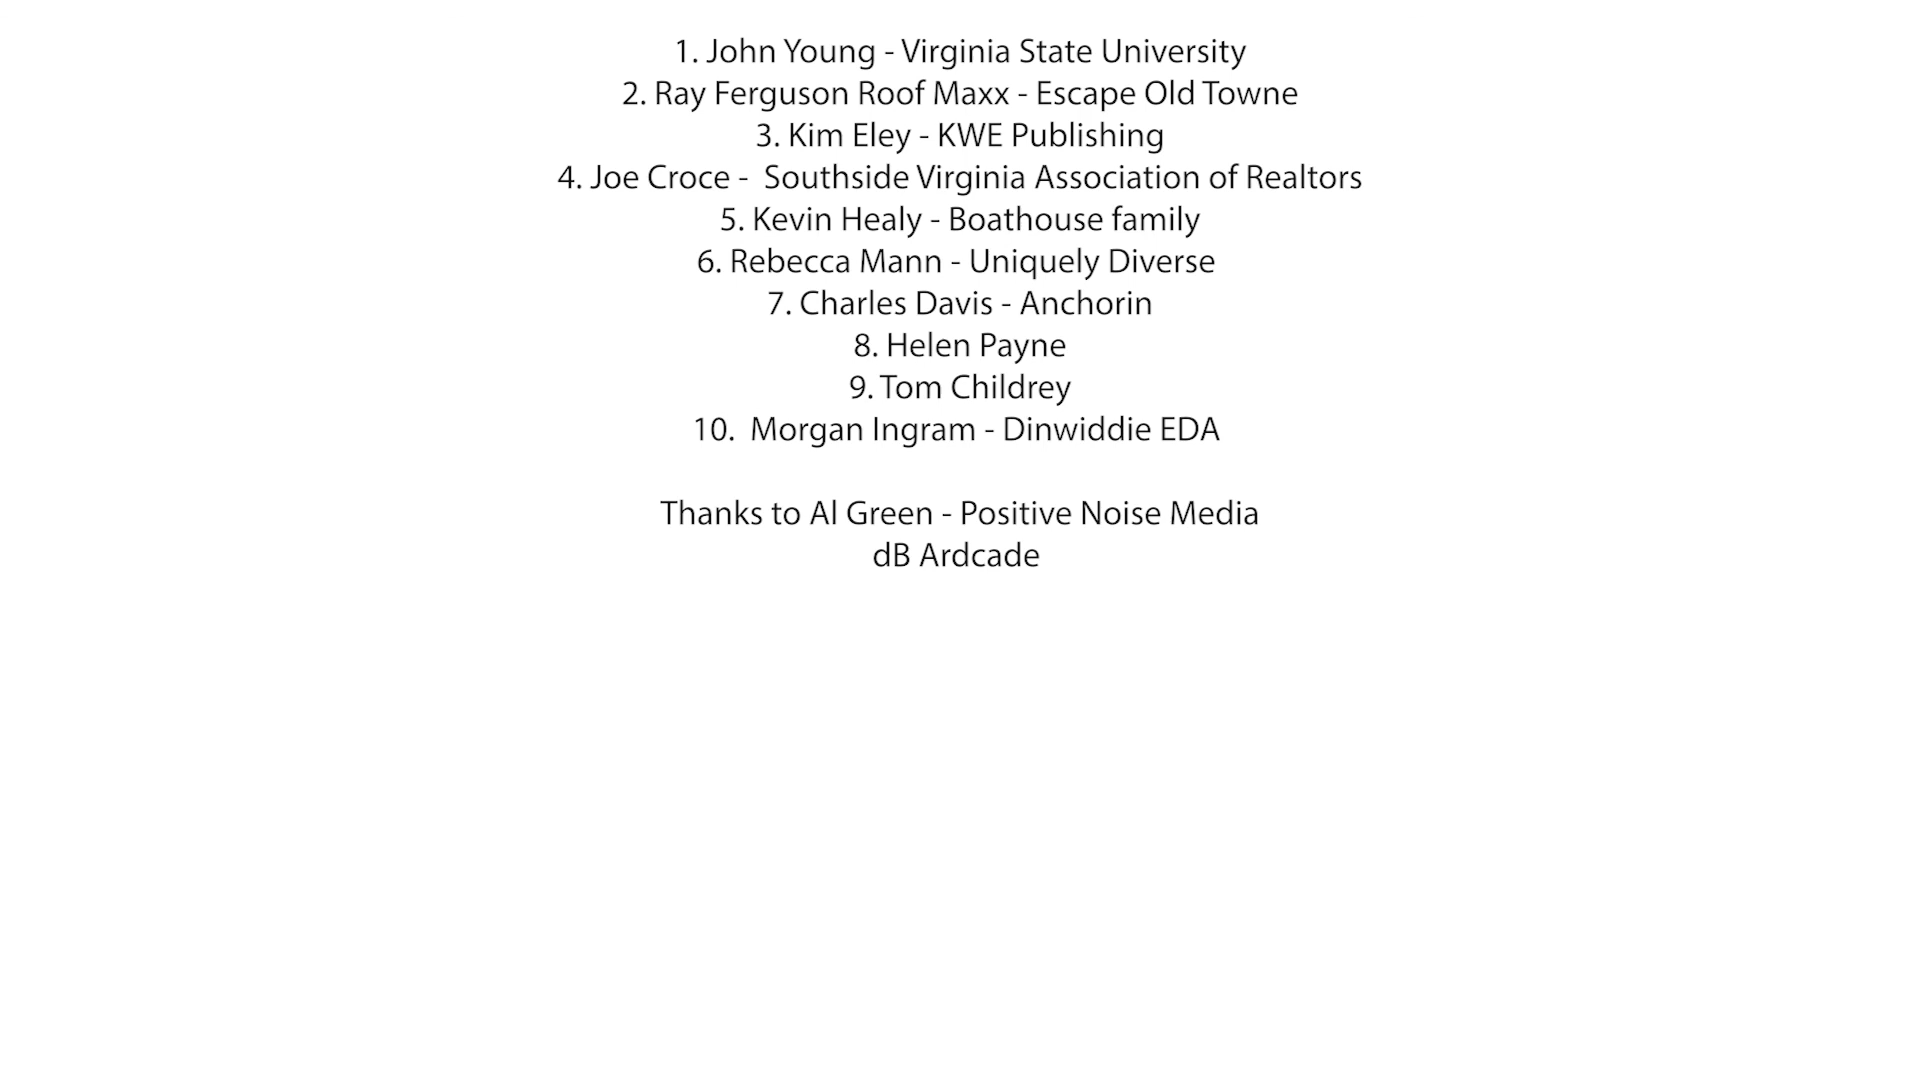 1. John Young - Virginia State University
2. Ray Ferguson Roof Maxx - Escape Old Towne
3. Kim Eley - KWE Publishing
4. Joe Croce -  Southside Virginia Association of Realtors
5. Kevin Healy - Boathouse family
6. Rebecca Mann - Uniquely Diverse
7. Charles Davis - Anchorin
8. Helen Payne
9. Tom Childrey
10.  Morgan Ingram - Dinwiddie EDA
Thanks to Al Green - Positive Noise Media
dB Ardcade